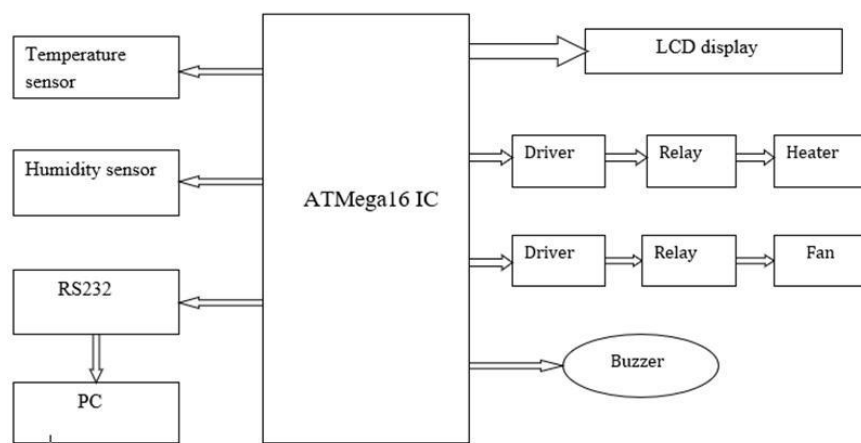 Temperature
sensor
Humidity sensor
RS232
PC
ATMega16 IC
LCD display
Driver
Relay
Heater
Driver
Relay
Fan
Buzzer